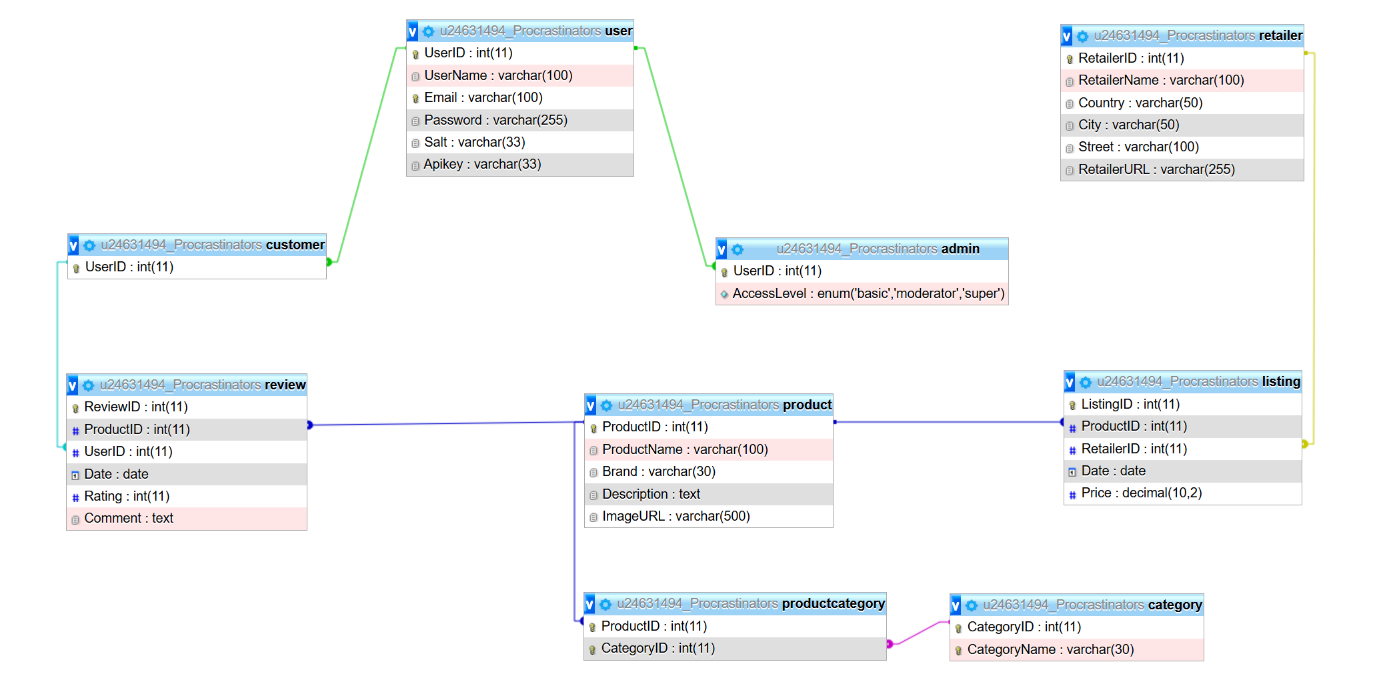 u24631494_Procrastinators user
UserID : int(11)
UserName : varchar(100)
Email : varchar(100)
Password : varchar(255)
Salt : varchar(33)
Apikey : varchar(33)
u24631494_Procrastinators retailer
RetailerID : int(11)
RetailerName : varchar(100)
Country : varchar(50)
City : varchar(50)
Street : varchar(100)
RetailerURL : varchar(255)
u24631494_Procrastinators customer
UserID : int(11)
u24631494_Procrastinators admin
UserID : int(11)
AccessLevel : enum('basic','moderator','super')
u24631494_Procrastinators review
ReviewID : int(11)
ProductID : int(11)
UserID : int(11)
Date : date
Rating : int(11)
Comment : text
u24631494_Procrastinators product
ProductID : int(11)
ProductName : varchar(100)
Brand : varchar(30)
Description : text
ImageURL : varchar(500)
u24631494_Procrastinators listing
ListingID : int(11)
ProductID : int(11)
RetailerID : int(11)
Date : date
Price : decimal(10,2)
u24631494_Procrastinators productcategory
ProductID : int(11)
CategoryID : int(11)
u24631494_Procrastinators category
CategoryID : int(11)
CategoryName : varchar(30)